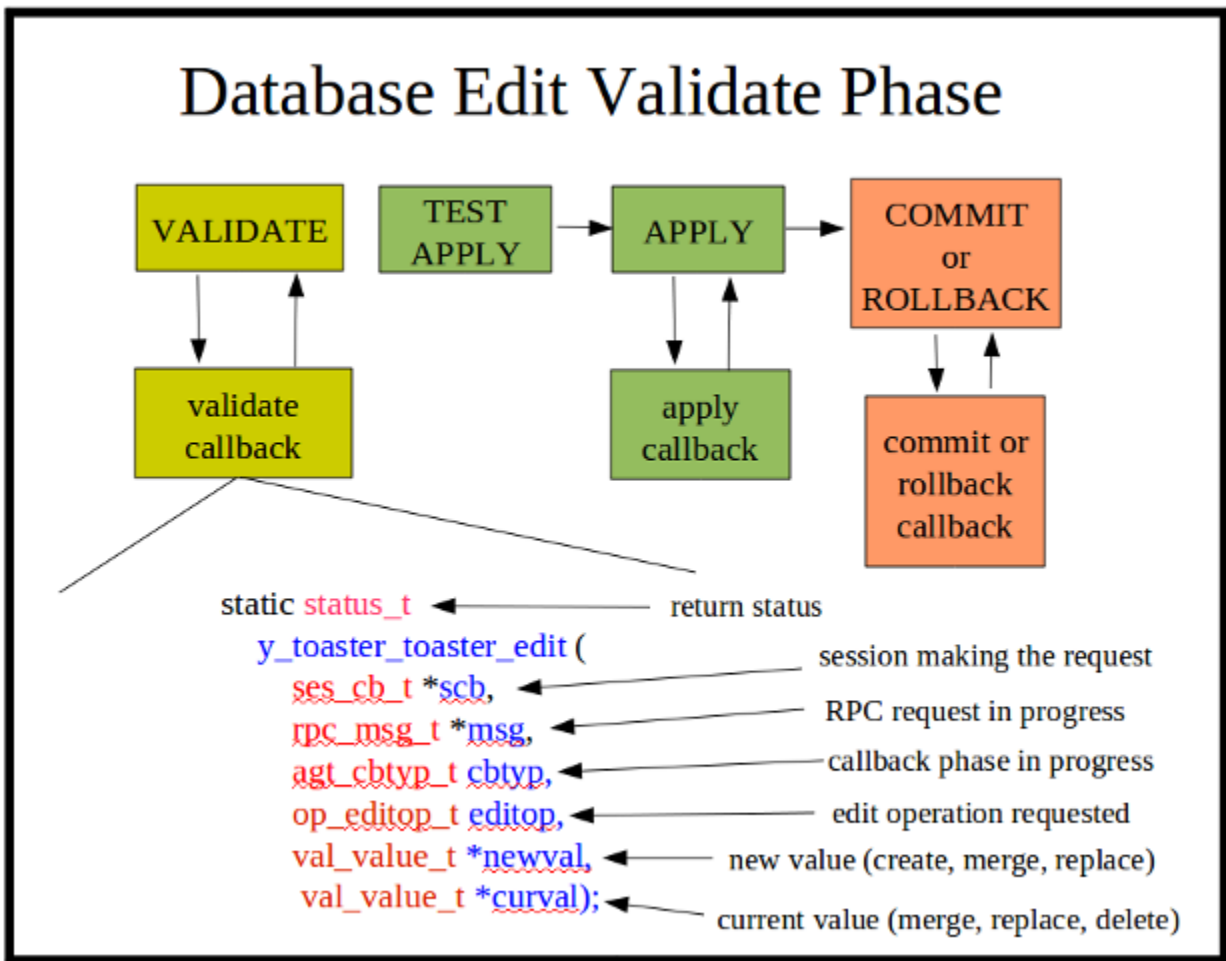 Database Edit Validate Phase
VALIDATE
TEST
APPLY
APPLY
COMMIT
or
ROLLBACK
validate
callback
apply
callback
commit or
rollback
callback
static status_t
return status
y_toaster_toaster_edit (
ses_cb_t *scb,
session making the request
rpc_msg_t *msg,
RPC request in progress
agt_cbtyp_t cbtyp,
callback phase in progress
op_editop_t editop,
edit operation requested
val_value_t *newval,
new value (create, merge, replace)
val_value_t *curval);
current value (merge, replace, delete)